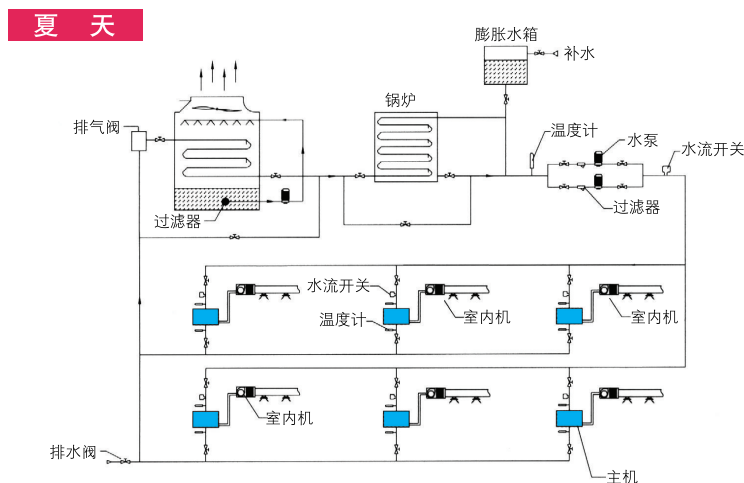 夏 天
膨胀水箱
补水
锅炉
排气阀
温度计
水泵
水流开关
过滤器
过滤器
水流开关
温度计
室内机
室内机
室内机
排水阀
主机